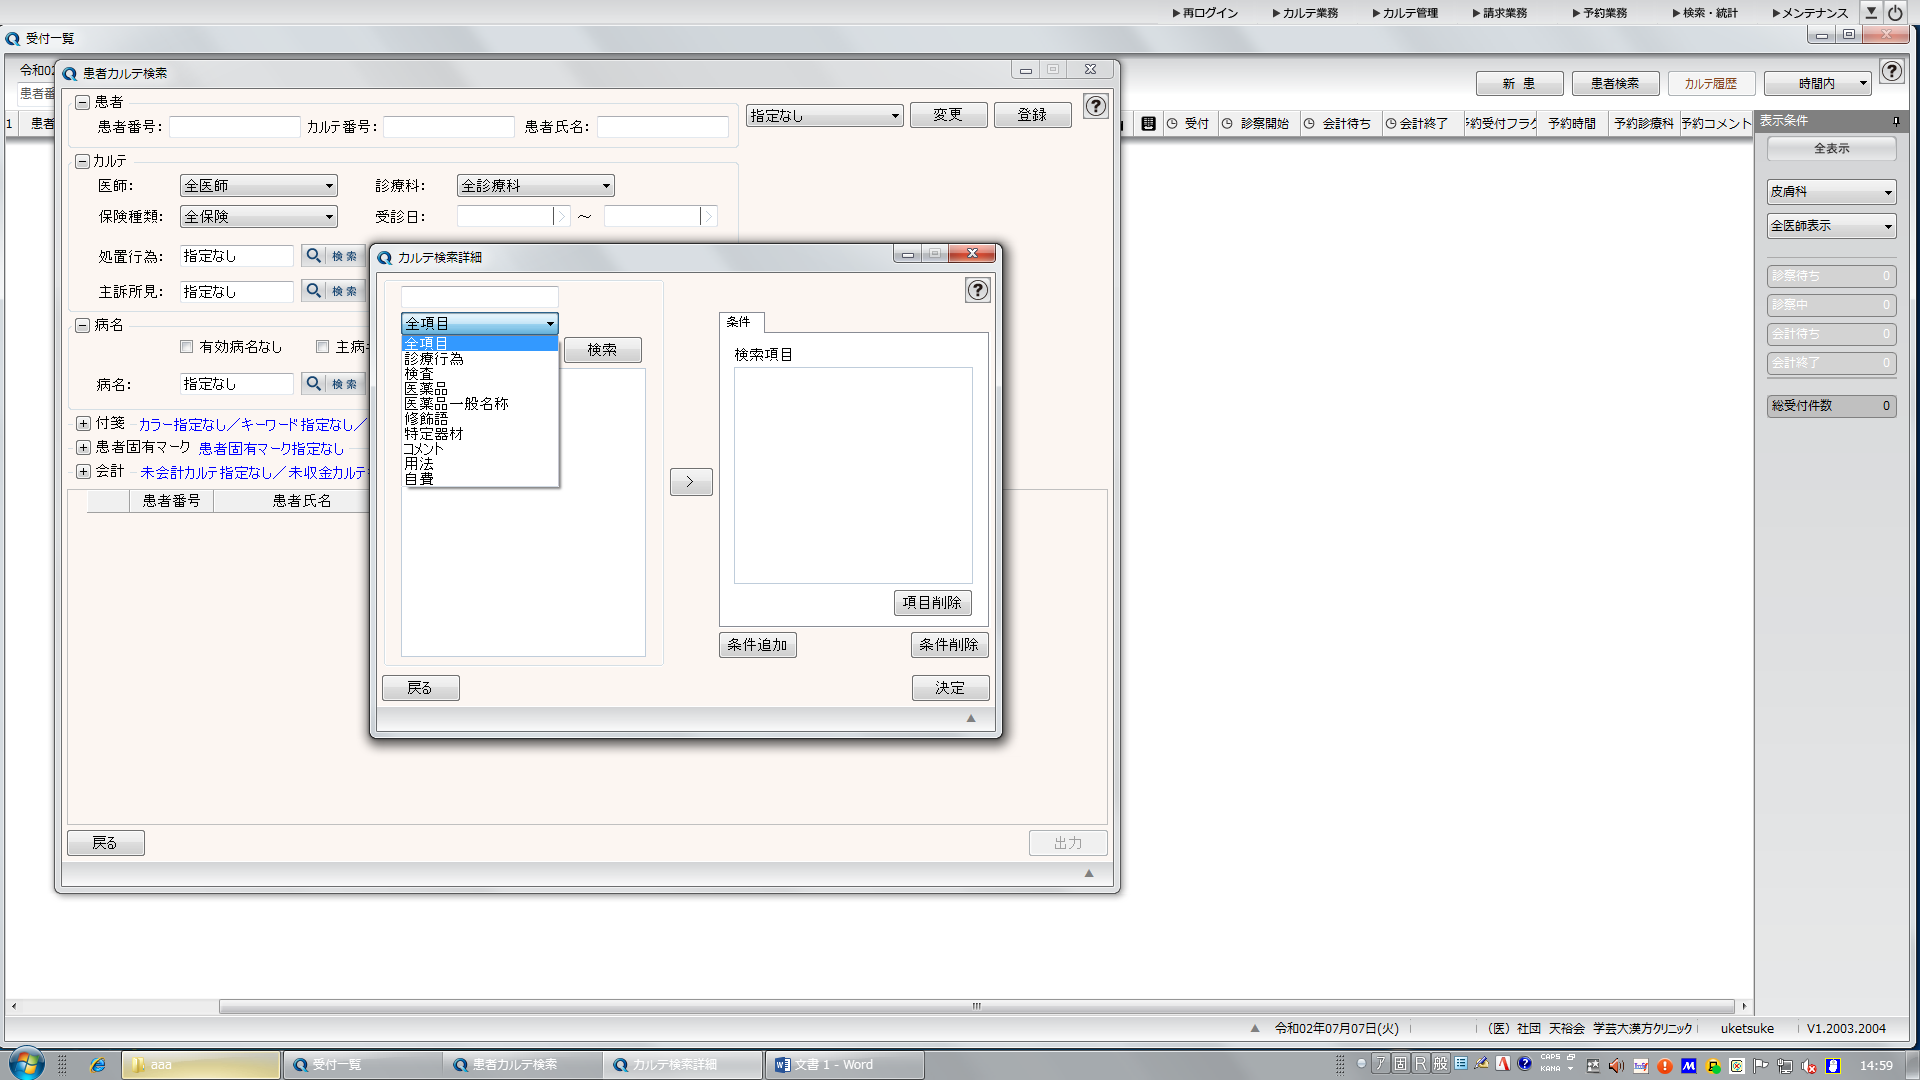 ▶再ログイン ▶カルテ業務 ▶カルテ管理 ▶請求業務 ▶予約業務 ▶検索・統計 ▶メンテナンス
受付一覧
令和02
患者番
新 患 患者検索 カルテ履歴 時間内
1 患者
受付 診察開始 会計待ち 会計終了 予約受付フラグ 予約時間 予約診療科 予約コメント
表示条件
全表示
皮膚科
全医師表示
診察待ち 0
診察中 0
会計待ち 0
会計終了 0
総受付件数 0
患者カルテ検索
患者
患者番号: カルテ番号: 患者氏名:
指定なし 変更 登録
カルテ
医師: 全医師 診療科: 全診療科
保険種類: 全保険 受診日: ～
処置行為: 指定なし 検索
主訴所見: 指定なし 検索
病名
有効病名なし 主病
病名: 指定なし 検索
付箋 カラー指定なし／キーワード指定なし／
患者固有マーク 患者固有マーク指定なし
会計 未会計カルテ指定なし／未収金カルテ
患者番号 患者氏名
戻る 出力
カルテ検索詳細
全項目
全項目
診療行為
検査
医薬品
医薬品一般名称
修飾語
特定器材
コメント
用法
自費
検索
>
条件
検索項目
項目削除
条件追加 条件削除
戻る 決定
令和02年07月07日(火) （医）社団 天裕会 学芸大漢方クリニック uketsuke V1.2003.2004
aaa 受付一覧 患者カルテ検索 カルテ検索詳細 文書 1 - Word
ア 固 R 般 CAPS KANA 14:59